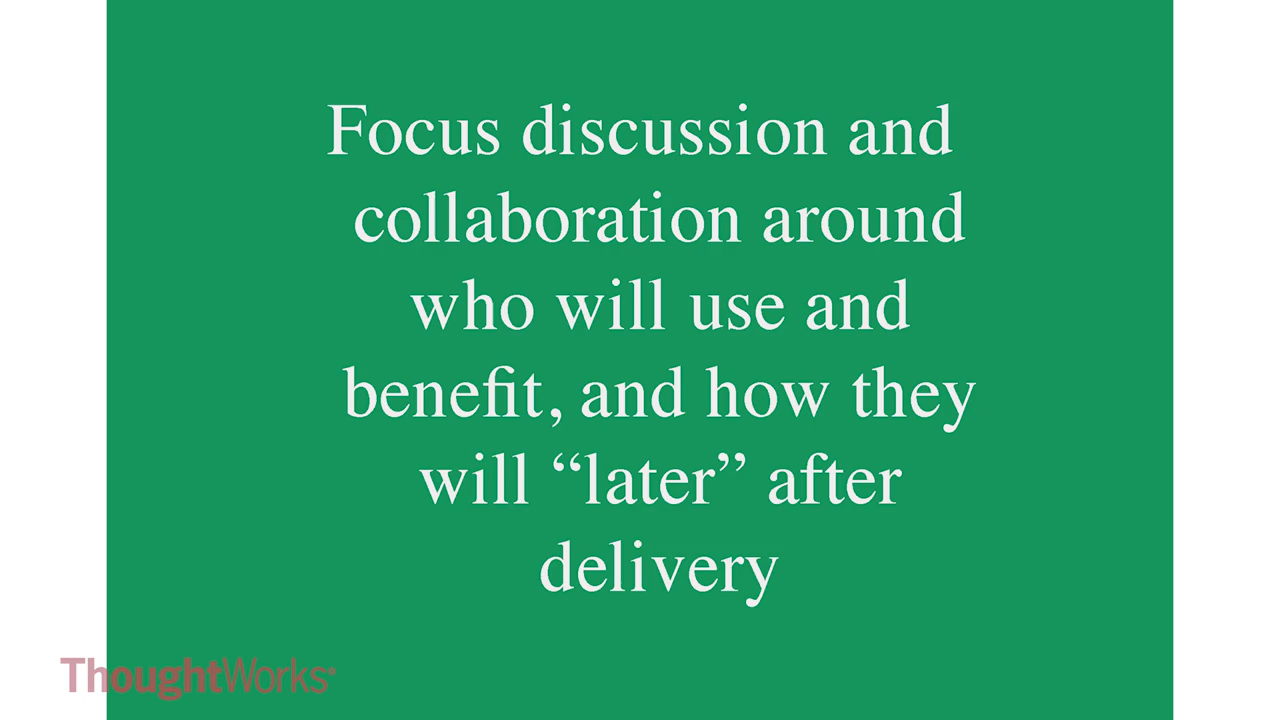 Focus discussion and
collaboration around
who will use and
benefit, and how they
will “later” after
delivery
ThoughtWorks®